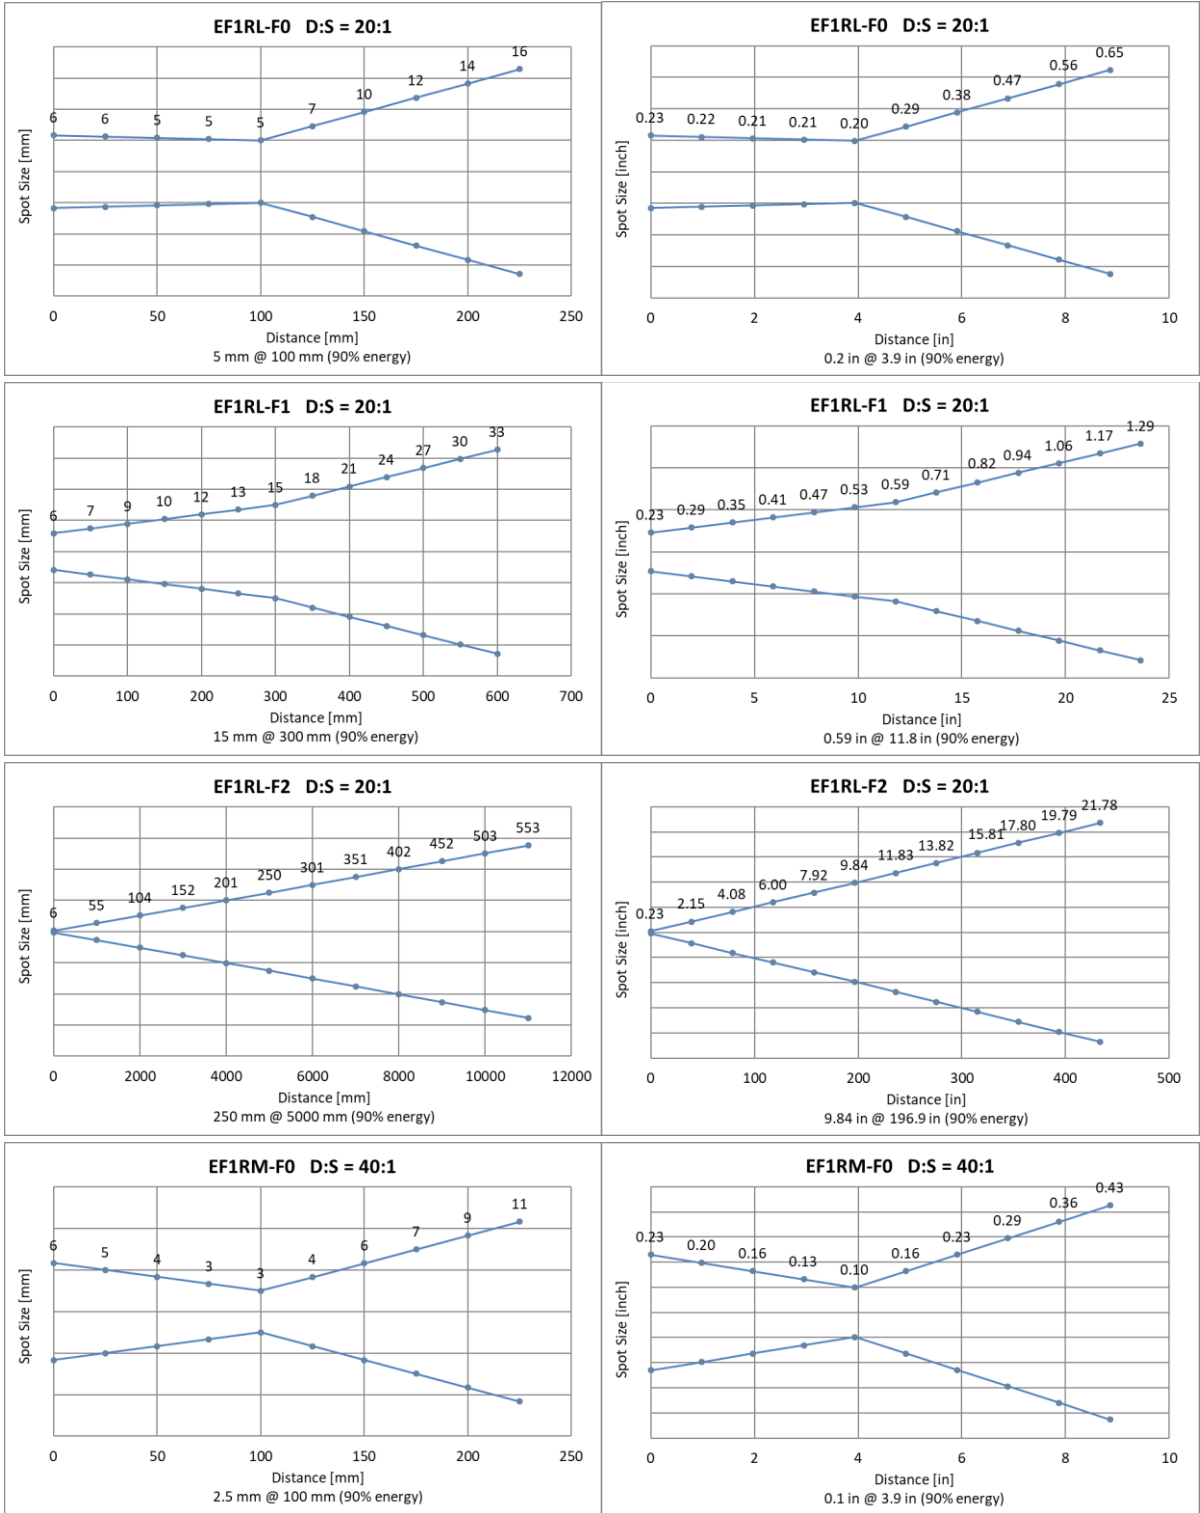 EF1RL-F0 D:S = 20:1
Spot Size [mm]
6 6 5 5 5 7 10 12 14 16
0 50 100 150 200 250
Distance [mm]
5 mm @ 100 mm (90% energy)
EF1RL-F0 D:S = 20:1
Spot Size [inch]
0.23 0.22 0.21 0.21 0.20 0.29 0.38 0.47 0.56 0.65
0 2 4 6 8 10
Distance [in]
0.2 in @ 3.9 in (90% energy)
EF1RL-F1 D:S = 20:1
Spot Size [mm]
6 7 9 10 12 13 15 18 21 24 27 30 33
0 100 200 300 400 500 600 700
Distance [mm]
15 mm @ 300 mm (90% energy)
EF1RL-F1 D:S = 20:1
Spot Size [inch]
0.23 0.29 0.35 0.41 0.47 0.53 0.59 0.71 0.82 0.94 1.06 1.17 1.29
0 5 10 15 20 25
Distance [in]
0.59 in @ 11.8 in (90% energy)
EF1RL-F2 D:S = 20:1
Spot Size [mm]
6 55 104 152 201 250 301 351 402 452 503 553
0 2000 4000 6000 8000 10000 12000
Distance [mm]
250 mm @ 5000 mm (90% energy)
EF1RL-F2 D:S = 20:1
Spot Size [inch]
0.23 2.15 4.08 6.00 7.92 9.84 11.83 13.82 15.81 17.80 19.79 21.78
0 100 200 300 400 500
Distance [in]
9.84 in @ 196.9 in (90% energy)
EF1RM-F0 D:S = 40:1
Spot Size [mm]
6 5 4 3 3 4 6 7 9 11
0 50 100 150 200 250
Distance [mm]
2.5 mm @ 100 mm (90% energy)
EF1RM-F0 D:S = 40:1
Spot Size [inch]
0.23 0.20 0.16 0.13 0.10 0.16 0.23 0.29 0.36 0.43
0 2 4 6 8 10
Distance [in]
0.1 in @ 3.9 in (90% energy)